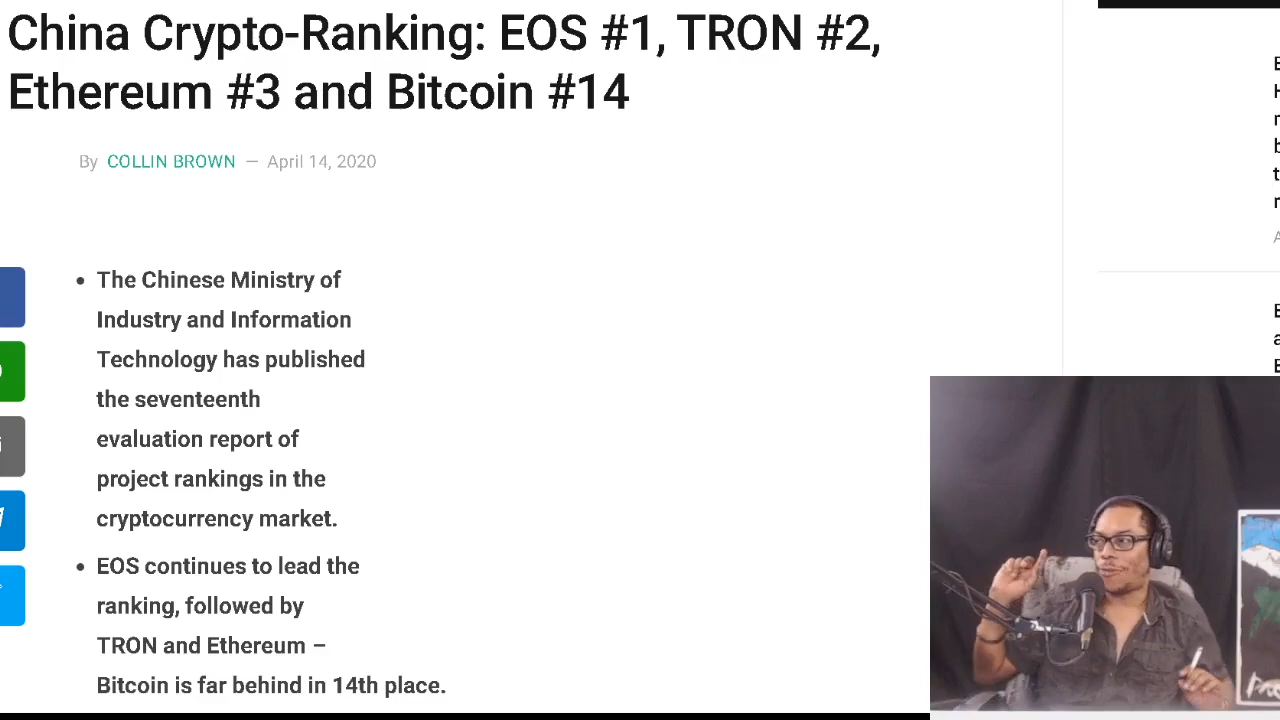 China Crypto-Ranking: EOS #1, TRON #2,
Ethereum #3 and Bitcoin #14
By COLLIN BROWN — April 14, 2020
• The Chinese Ministry of
Industry and Information
Technology has published
the seventeenth
evaluation report of
project rankings in the
cryptocurrency market.
• EOS continues to lead the
ranking, followed by
TRON and Ethereum –
Bitcoin is far behind in 14th place.